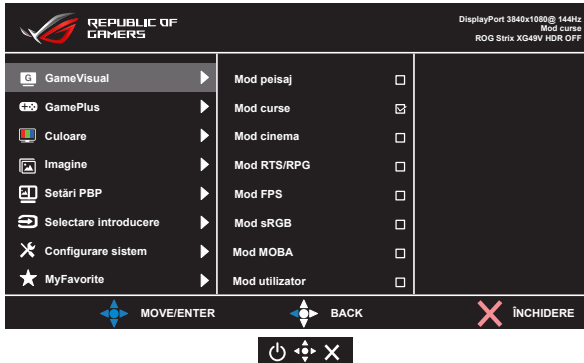 REPUBLIC OF
GAMERS
DisplayPort 3840x1080@ 144Hz
Mod curse
ROG Strix XG49V HDR OFF
G GameVisual
GamePlus
Culoare
Imagine
Setări PBP
Selectare introducere
Configurare sistem
MyFavorite
Mod peisaj
Mod curse
Mod cinema
Mod RTS/RPG
Mod FPS
Mod sRGB
Mod MOBA
Mod utilizator
MOVE/ENTER
BACK
ÎNCHIDERE